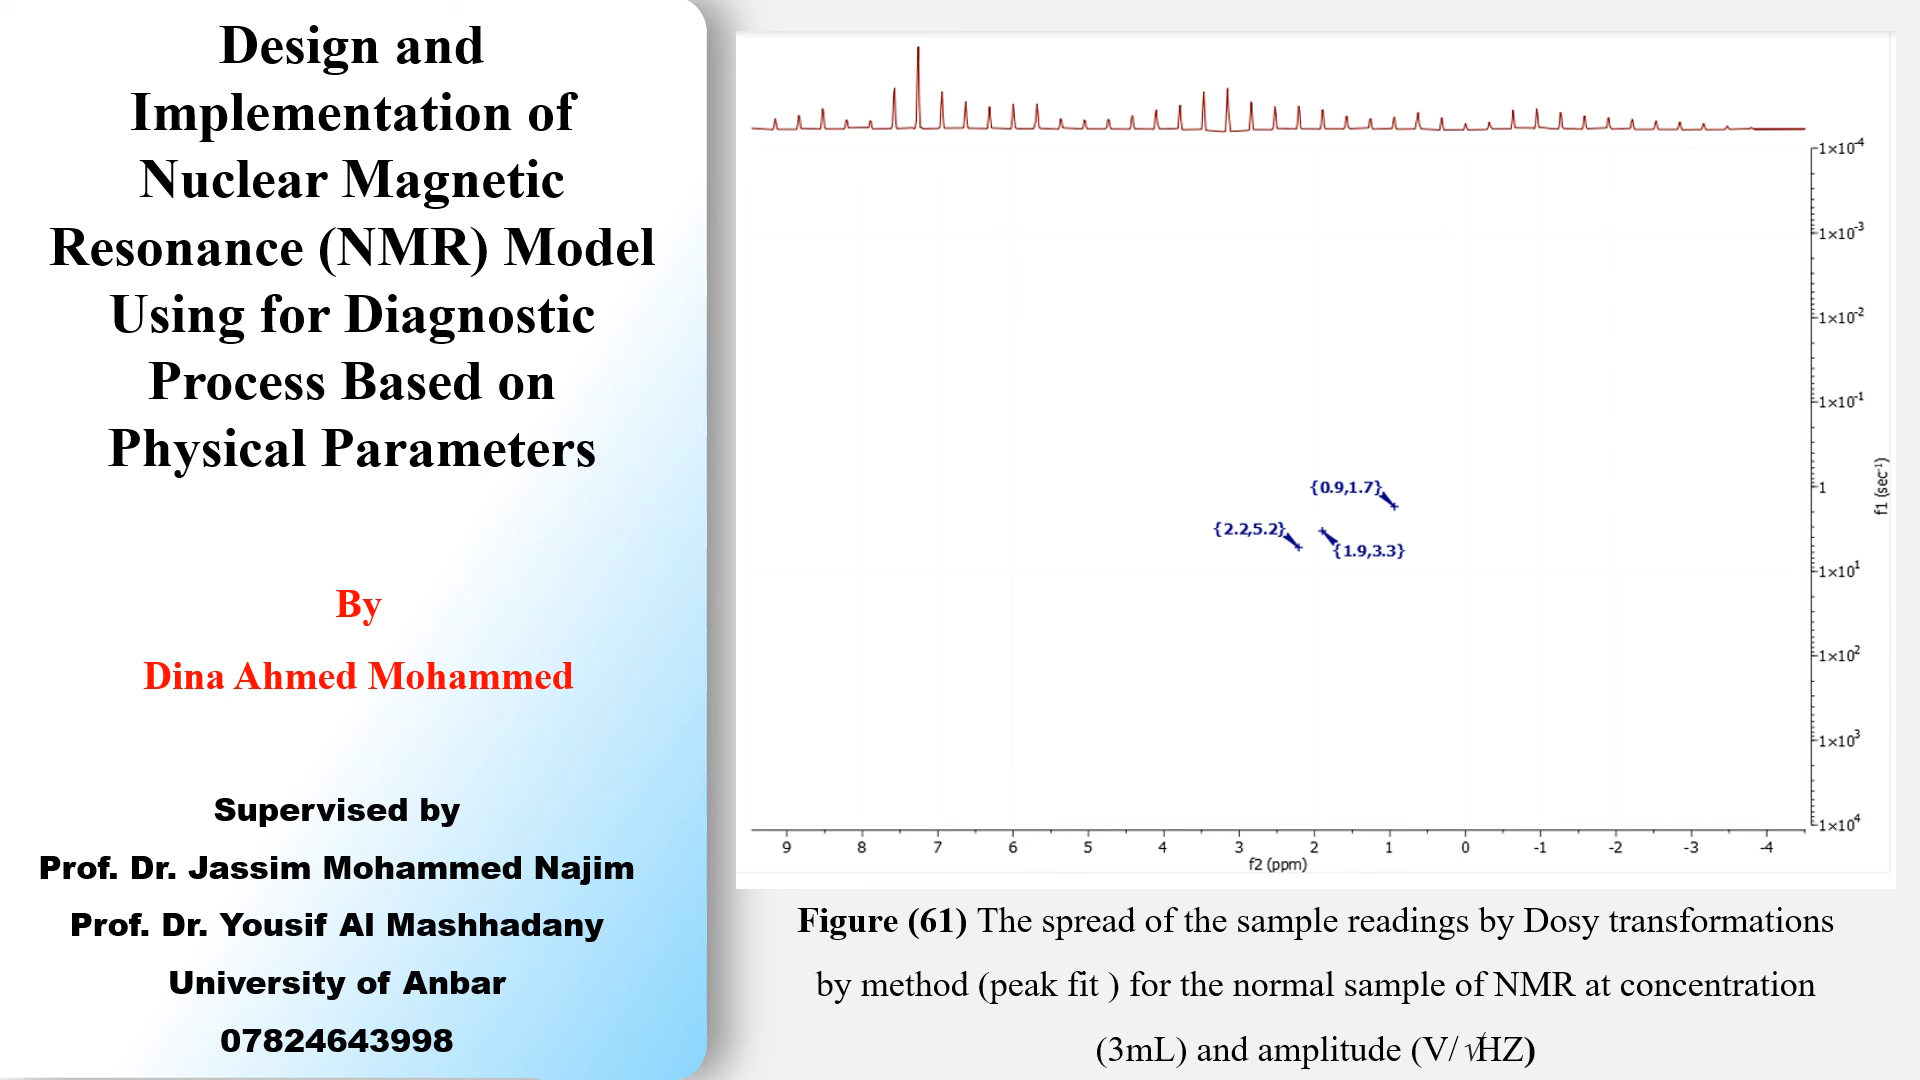 Design and
Implementation of
Nuclear Magnetic
Resonance (NMR) Model
Using for Diagnostic
Process Based on
Physical Parameters
By
Dina Ahmed Mohammed
Supervised by
Prof. Dr. Jassim Mohammed Najim
Prof. Dr. Yousif Al Mashhadany
University of Anbar
07824643998
1×10⁻⁴
1×10⁻³
1×10⁻²
1×10⁻¹
1
1×10¹
1×10²
1×10³
1×10⁴
f1 (sec⁻¹)
{0.9,1.7}
{2.2,5.2}
{1.9,3.3}
9 8 7 6 5 4 3 2 1 0 -1 -2 -3 -4
f2 (ppm)
Figure (61) The spread of the sample readings by Dosy transformations
by method (peak fit ) for the normal sample of NMR at concentration
(3mL) and amplitude (V/√HZ)